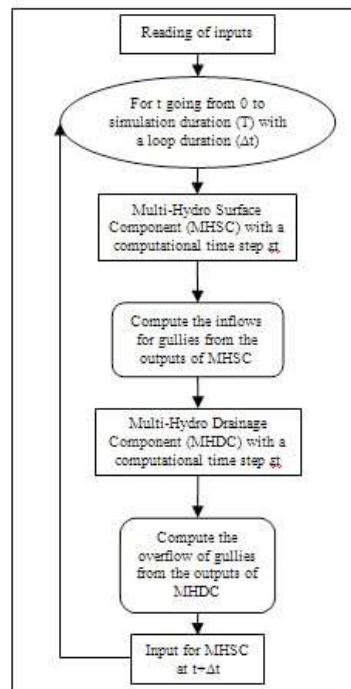 Reading of inputs
For t going from 0 to
simulation duration (T) with
a loop duration (Δt)
Multi-Hydro Surface
Component (MHSC) with a
computational time step εt
Compute the inflows
for gullies from the
outputs of MHSC
Multi-Hydro Drainage
Component (MHDC) with a
computational time step εt
Compute the
overflow of gullies
from the outputs of
MHDC
Input for MHSC
at t+Δt